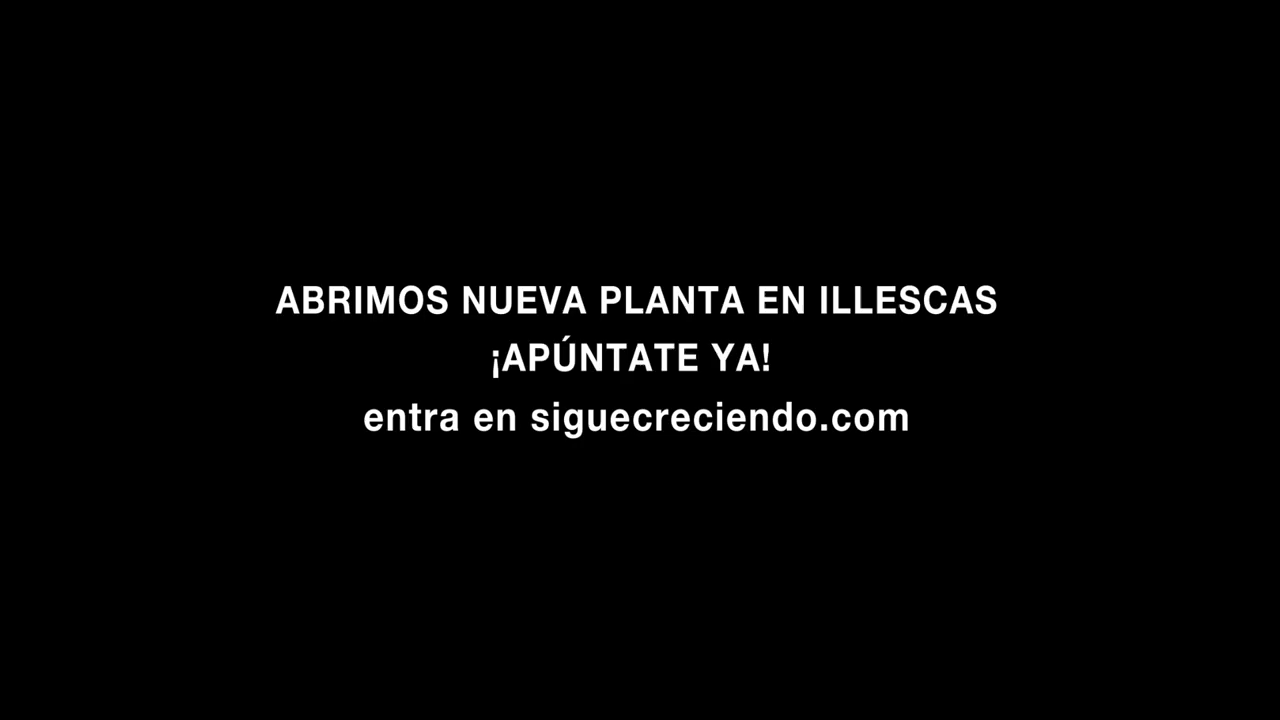 ABRIMOS NUEVA PLANTA EN ILLESCAS
¡APÚNTATE YA!
entra en siguecreciendo.com